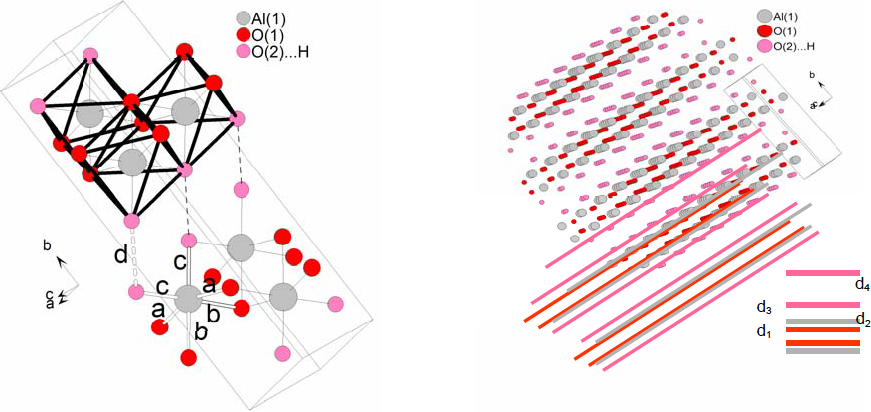 Al(1)
O(1)
O(2)...H
b
c
a
d
c
c
a
a
b
b
Al(1)
O(1)
O(2)...H
b
d₄
d₃
d₂
d₁